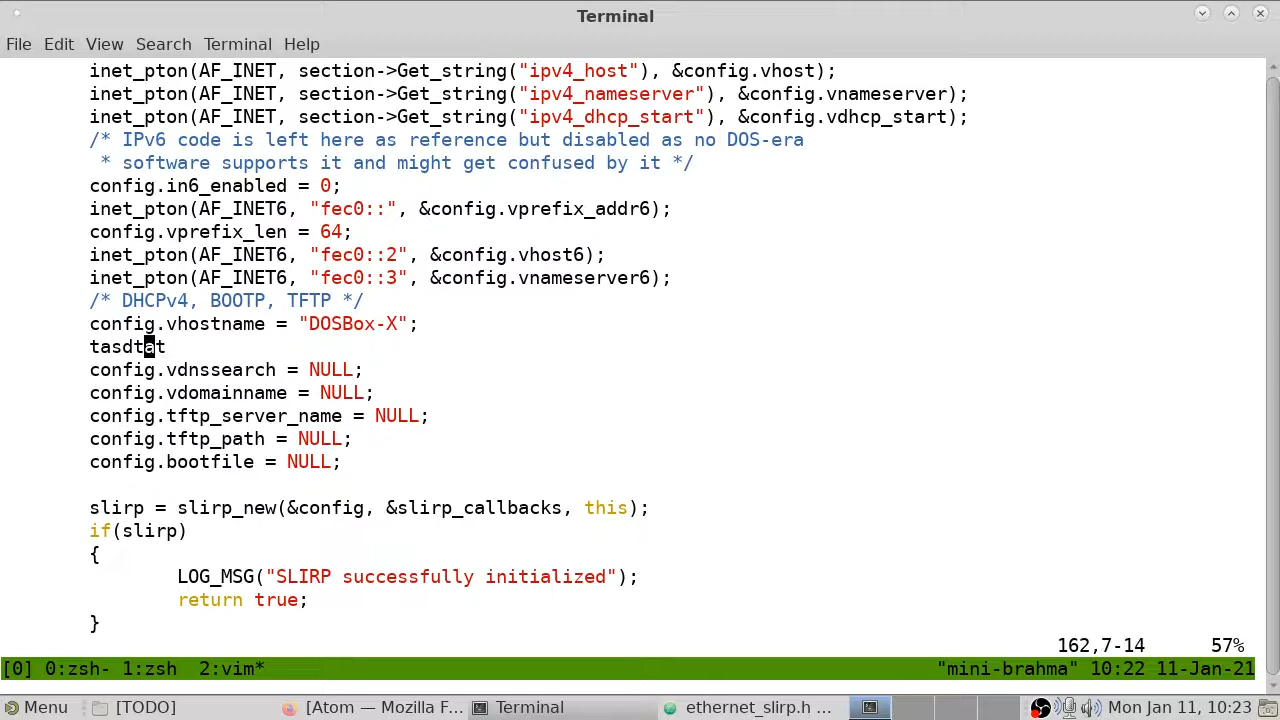 Terminal
File Edit View Search Terminal Help
inet_pton(AF_INET, section->Get_string("ipv4_host"), &config.vhost);
inet_pton(AF_INET, section->Get_string("ipv4_nameserver"), &config.vnameserver);
inet_pton(AF_INET, section->Get_string("ipv4_dhcp_start"), &config.vdhcp_start);
/* IPv6 code is left here as reference but disabled as no DOS-era
* software supports it and might get confused by it */
config.in6_enabled = 0;
inet_pton(AF_INET6, "fec0::", &config.vprefix_addr6);
config.vprefix_len = 64;
inet_pton(AF_INET6, "fec0::2", &config.vhost6);
inet_pton(AF_INET6, "fec0::3", &config.vnameserver6);
/* DHCPv4, BOOTP, TFTP */
config.vhostname = "DOSBox-X";
tasdtat
config.vdnssearch = NULL;
config.vdomainname = NULL;
config.tftp_server_name = NULL;
config.tftp_path = NULL;
config.bootfile = NULL;
slirp = slirp_new(&config, &slirp_callbacks, this);
if(slirp)
{
LOG_MSG("SLIRP successfully initialized");
return true;
}
162,7-14 57%
[0] 0:zsh- 1:zsh 2:vim* "mini-brahma" 10:22 11-Jan-21
Menu [TODO] [Atom — Mozilla F... Terminal ethernet_slirp.h ... Mon Jan 11, 10:23